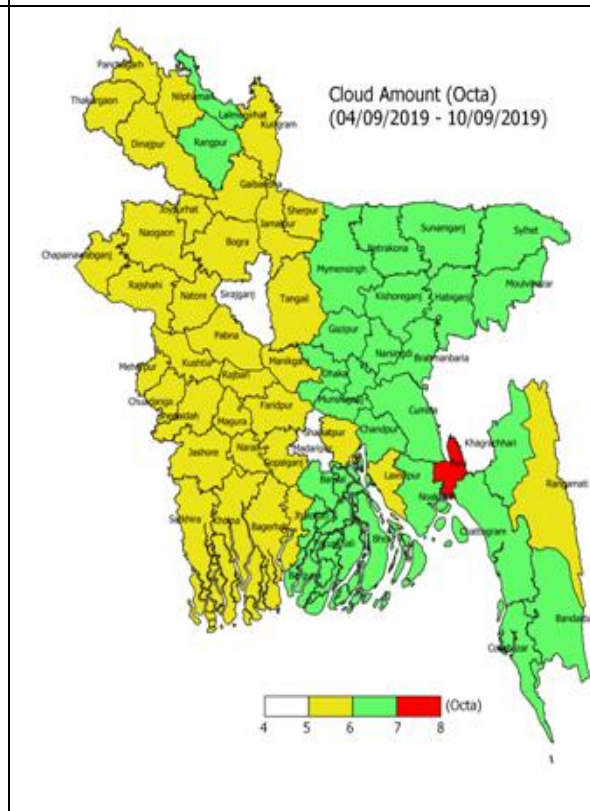 Cloud Amount (Octa)
(04/09/2019 - 10/09/2019)
Panchagarh
Thakurgaon
Nilphamari
Lalmonirhat
Kurigram
Dinajpur
Rangpur
Gaibandha
Joypurhat
Sherpur
Naogaon
Bogra
Jamalpur
Netrokona
Sunamganj
Sylhet
Chapainawabganj
Mymensingh
Moulvibazar
Rajshahi
Natore
Sirajganj
Tangail
Kishoreganj
Habiganj
Pabna
Gazipur
Narsingdi
Brahmanbaria
Meherpur
Kushtia
Rajbari
Manikganj
Dhaka
Chuadanga
Jhenaidah
Magura
Faridpur
Munshiganj
Cumilla
Chandpur
Khagrachhari
Shariatpur
Madaripur
Jashore
Narail
Gopalganj
Rangamati
Satkhira
Khulna
Bagerhat
Barisal
Laxmipur
Noakhali
Bhola
Chattogram
Bandarban
4 5 6 7 8 (Octa)